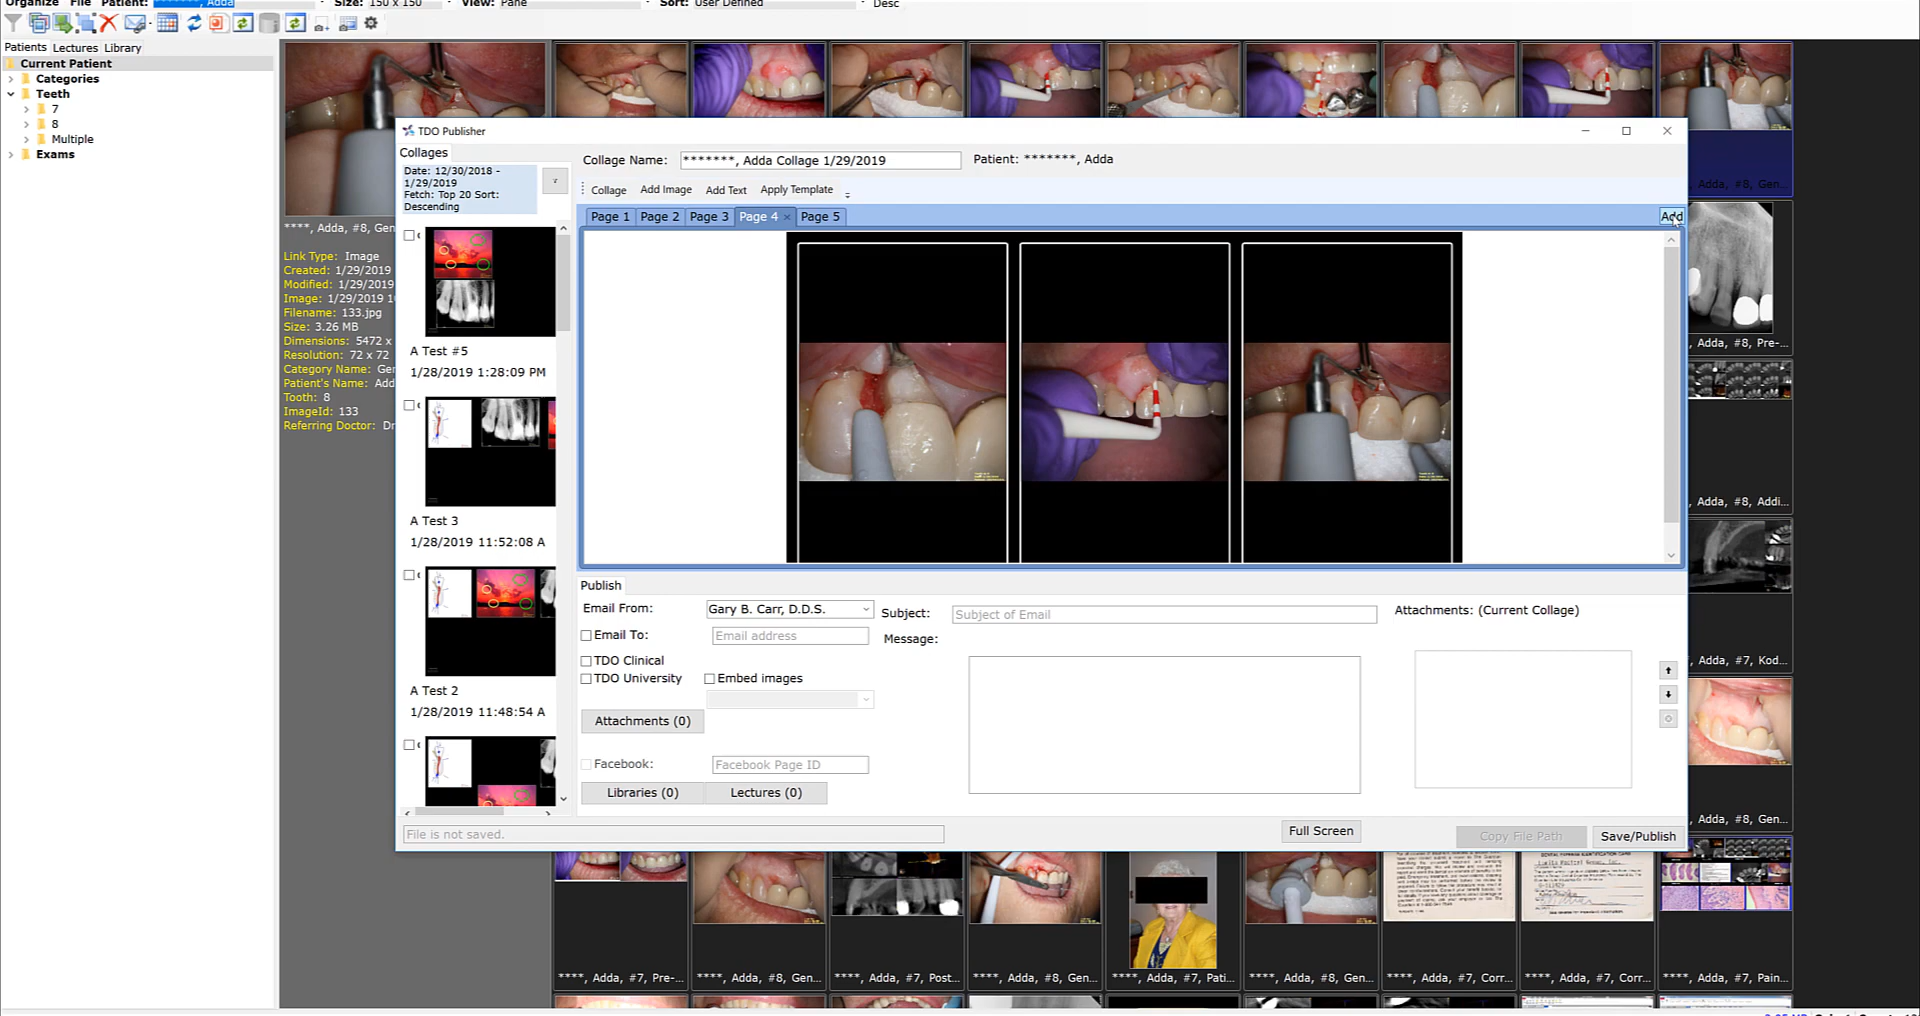 Organize File Patient: *******, Adda Size: 150 x 150 View: Pane Sort: User Defined Desc
Patients Lectures Library
Current Patient
Categories
Teeth
7
8
Multiple
Exams
****, Adda, #8, Gen
Link Type: Image
Created: 1/29/2019
Modified: 1/29/2019
Image: 1/29/2019 1
Filename: 133.jpg
Size: 3.26 MB
Dimensions: 5472 x
Resolution: 72 x 72
Category Name: Gen
Patient's Name: Add
Tooth: 8
ImageId: 133
Referring Doctor: Dr
TDO Publisher
Collages
Date: 12/30/2018 -
1/29/2019
Fetch: Top 20 Sort:
Descending
A Test #5
1/28/2019 1:28:09 PM
A Test 3
1/28/2019 11:52:08 A
A Test 2
1/28/2019 11:48:54 A
Collage Name: *******, Adda Collage 1/29/2019 Patient: *******, Adda
Collage Add Image Add Text Apply Template
Page 1 Page 2 Page 3 Page 4 × Page 5 Add
Publish
Email From: Gary B. Carr, D.D.S. Subject: Subject of Email Attachments: (Current Collage)
Email To: Email address Message:
TDO Clinical
TDO University Embed images
Attachments (0)
Facebook: Facebook Page ID
Libraries (0) Lectures (0)
File is not saved. Full Screen Copy File Path Save/Publish
, Adda, #8, Gen...
, Adda, #8, Pre-...
, Adda, #8, Addi...
, Adda, #7, Kod...
, Adda, #8, Gen...
****, Adda, #7, Pre-... ****, Adda, #8, Gen... ****, Adda, #7, Post... ****, Adda, #8, Gen... ****, Adda, #7, Pati... ****, Adda, #8, Gen... ****, Adda, #7, Corr... ****, Adda, #7, Corr... ****, Adda, #7, Pain...